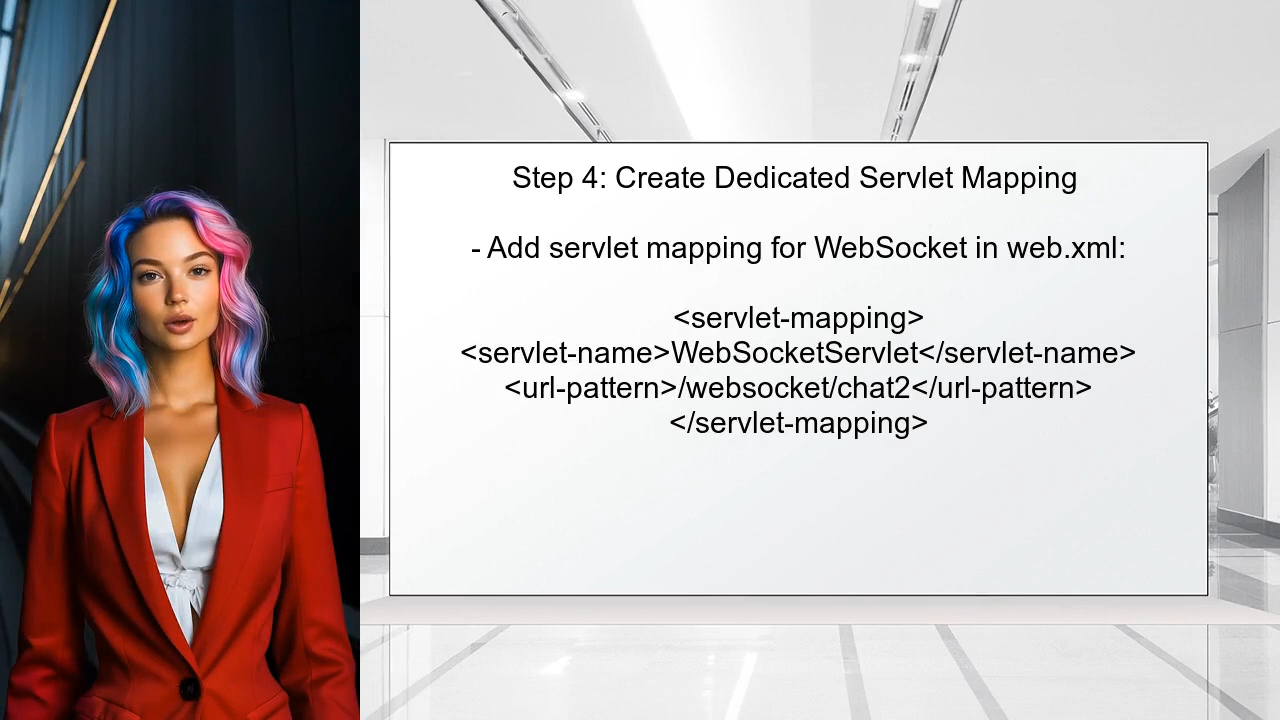 Step 4: Create Dedicated Servlet Mapping
- Add servlet mapping for WebSocket in web.xml:
<servlet-mapping>
<servlet-name>WebSocketServlet</servlet-name>
<url-pattern>/websocket/chat2</url-pattern>
</servlet-mapping>